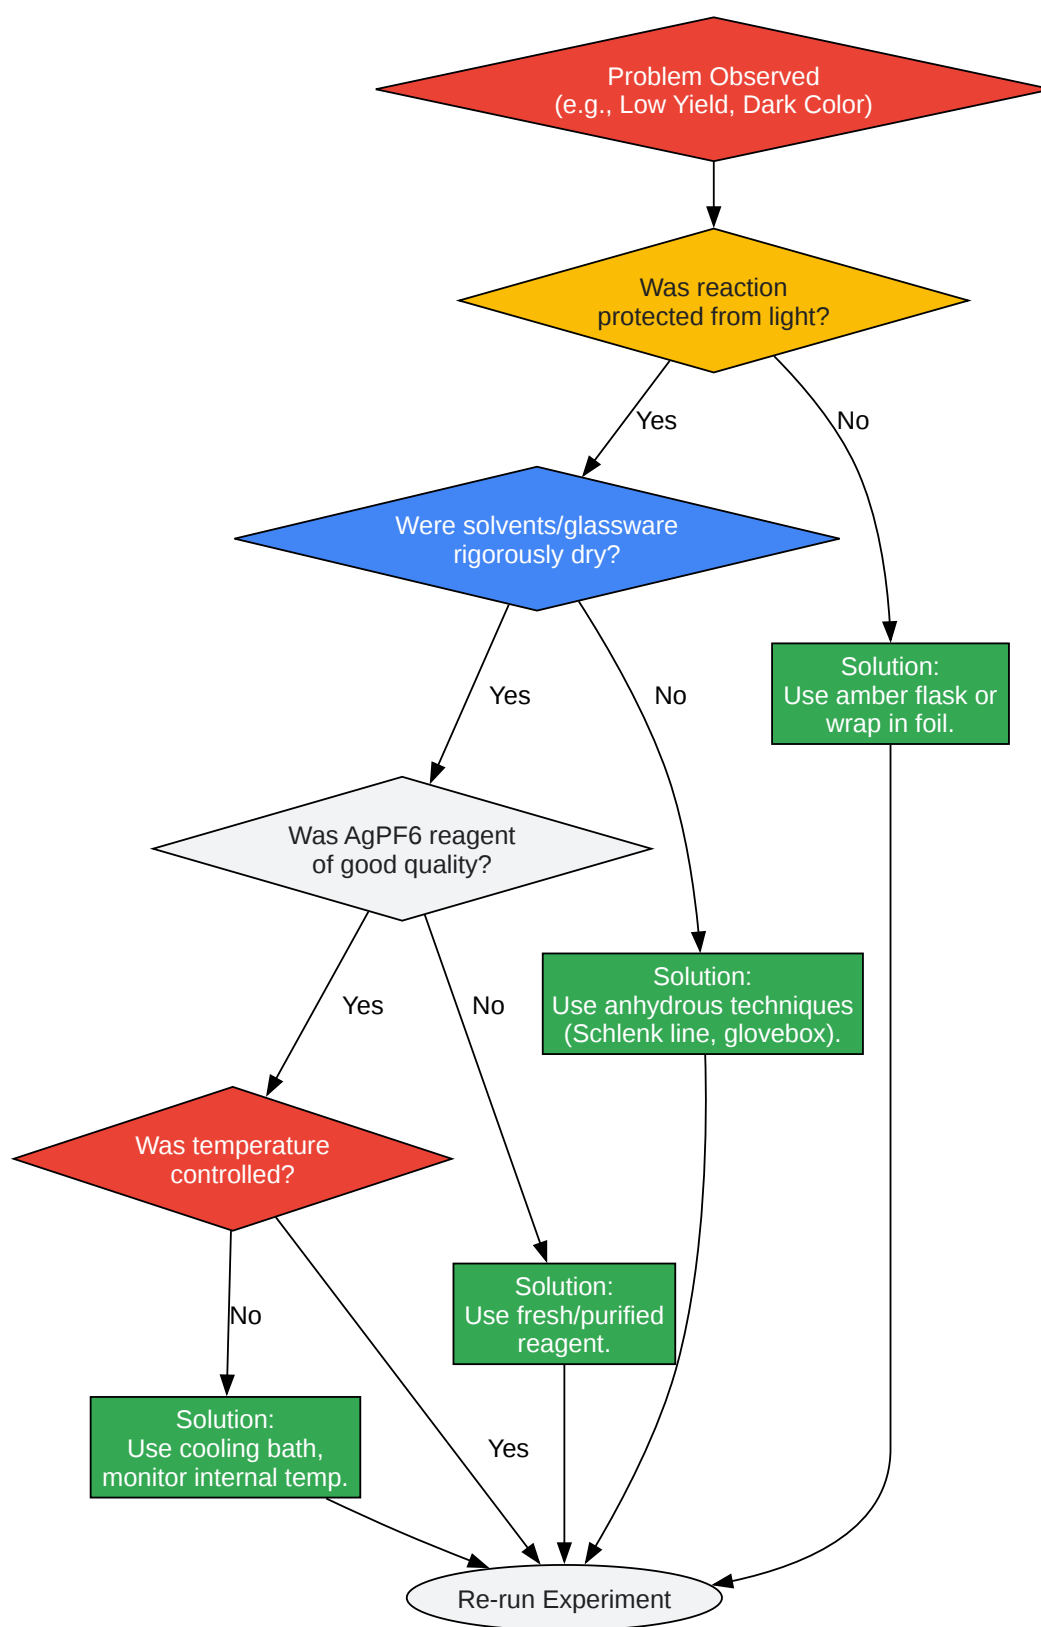 Problem Observed
(e.g., Low Yield, Dark Color)
Was reaction
protected from light?
Yes
No
Were solvents/glassware
rigorously dry?
Solution:
Use amber flask or
wrap in foil.
Yes
No
Was AgPF6 reagent
of good quality?
Solution:
Use anhydrous techniques
(Schlenk line, glovebox).
Yes
No
Was temperature
controlled?
Solution:
Use fresh/purified
reagent.
No
Yes
Solution:
Use cooling bath,
monitor internal temp.
Re-run Experiment